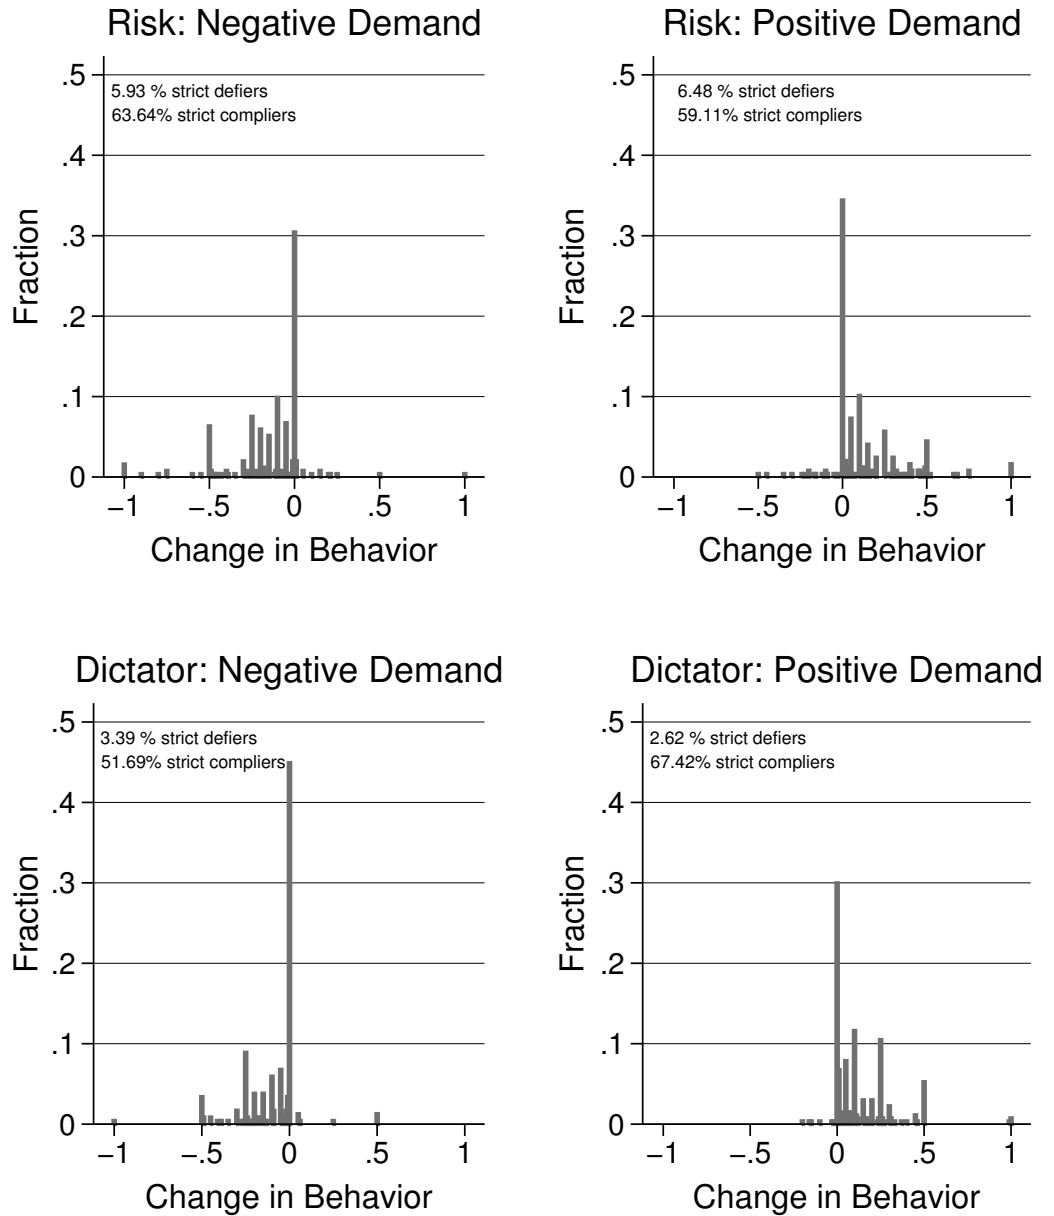 Risk: Negative Demand
.5
5.93 % strict defiers
63.64% strict compliers
.4
.3
.2
.1
0
Fraction
−1 −.5 0 .5 1
Change in Behavior
Risk: Positive Demand
.5
6.48 % strict defiers
59.11% strict compliers
.4
.3
.2
.1
0
Fraction
−1 −.5 0 .5 1
Change in Behavior
Dictator: Negative Demand
.5
3.39 % strict defiers
51.69% strict compliers
.4
.3
.2
.1
0
Fraction
−1 −.5 0 .5 1
Change in Behavior
Dictator: Positive Demand
.5
2.62 % strict defiers
67.42% strict compliers
.4
.3
.2
.1
0
Fraction
−1 −.5 0 .5 1
Change in Behavior